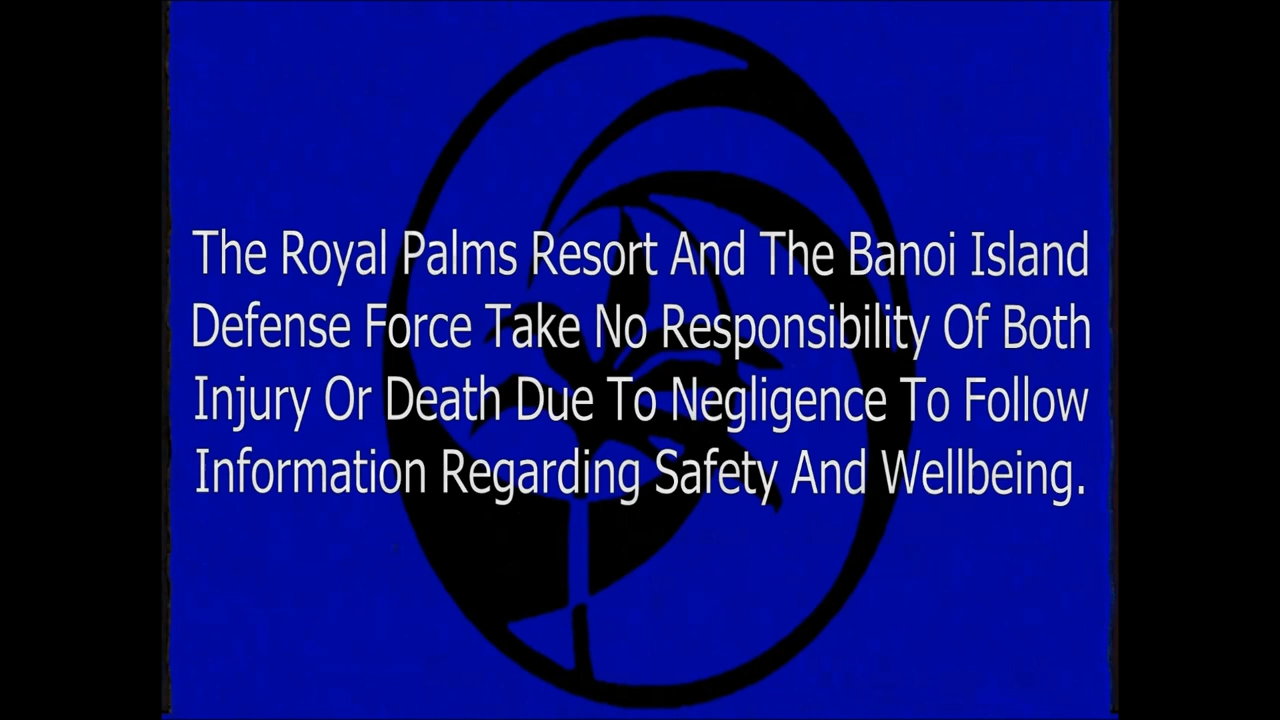 The Royal Palms Resort And The Banoi Island
Defense Force Take No Responsibility Of Both
Injury Or Death Due To Negligence To Follow
Information Regarding Safety And Wellbeing.